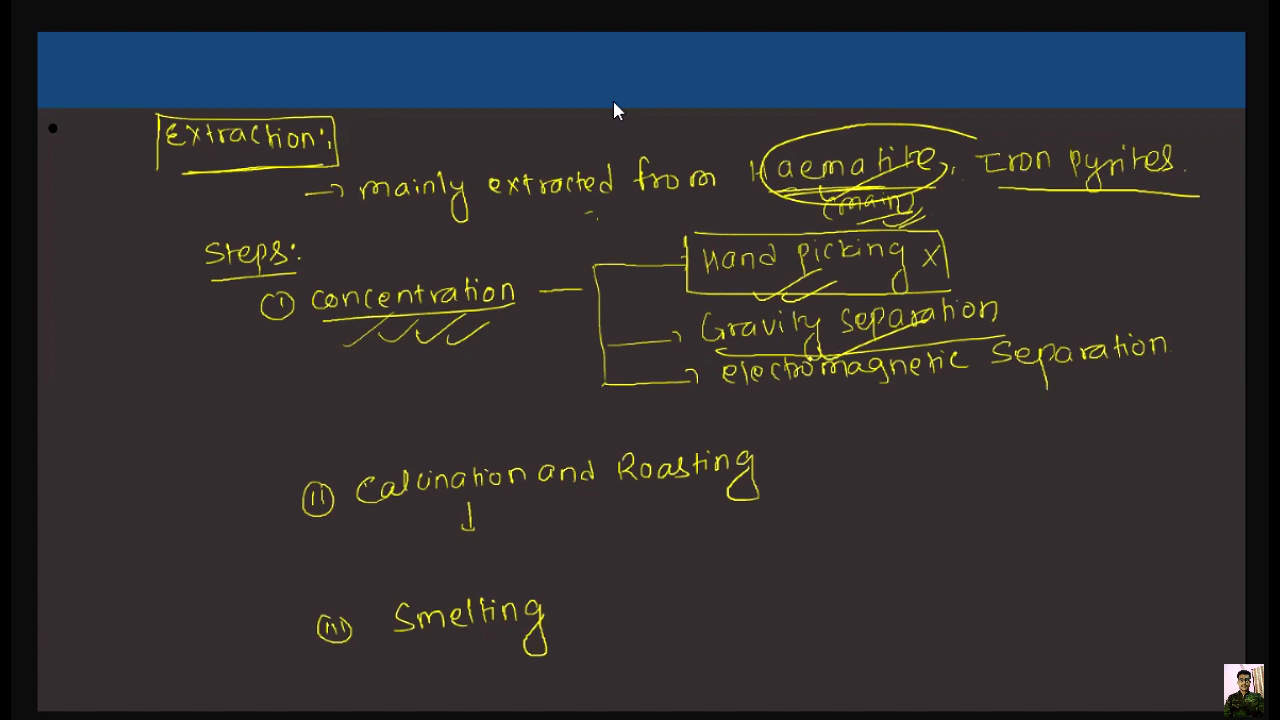 Extraction:
→ mainly extracted from Haematite, Iron pyrites.
(main)
Steps:
(i) concentration — Hand picking x
→ Gravity separation
→ electromagnetic separation
(ii) Calcination and Roasting
↓
(iii) Smelting